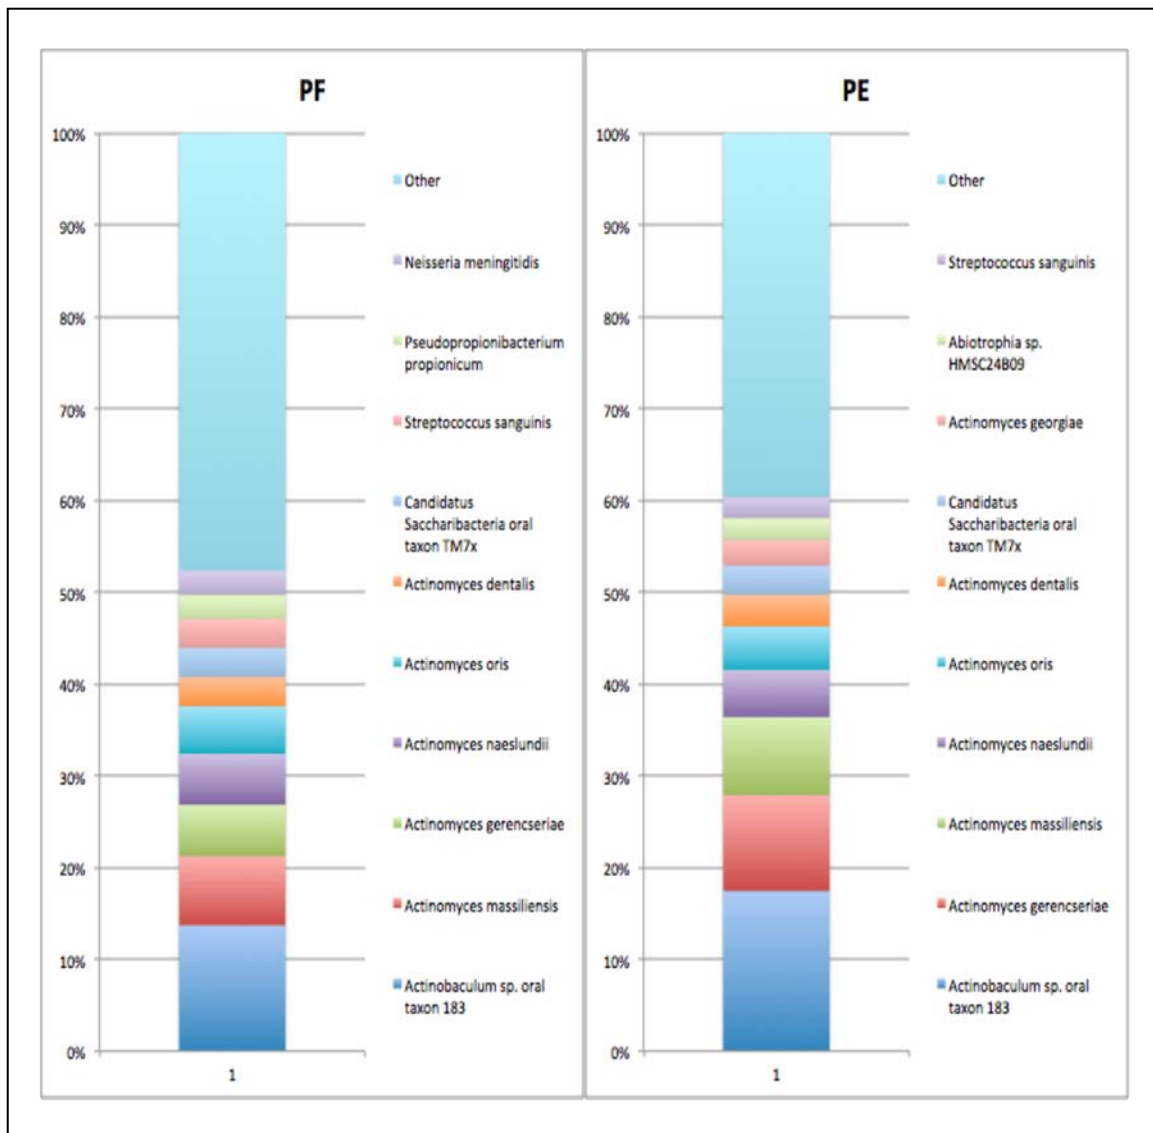 PF
100%
90%
80%
70%
60%
50%
40%
30%
20%
10%
0%
1
Other
Neisseria meningitidis
Pseudopropionibacterium
propionicum
Streptococcus sanguinis
Candidatus
Saccharibacteria oral
taxon TM7x
Actinomyces dentalis
Actinomyces oris
Actinomyces naeslundii
Actinomyces gerencseriae
Actinomyces massiliensis
Actinobaculum sp. oral
taxon 183
PE
100%
90%
80%
70%
60%
50%
40%
30%
20%
10%
0%
1
Other
Streptococcus sanguinis
Abiotrophia sp.
HMSC24B09
Actinomyces georgiae
Candidatus
Saccharibacteria oral
taxon TM7x
Actinomyces dentalis
Actinomyces oris
Actinomyces naeslundii
Actinomyces massiliensis
Actinomyces gerencseriae
Actinobaculum sp. oral
taxon 183